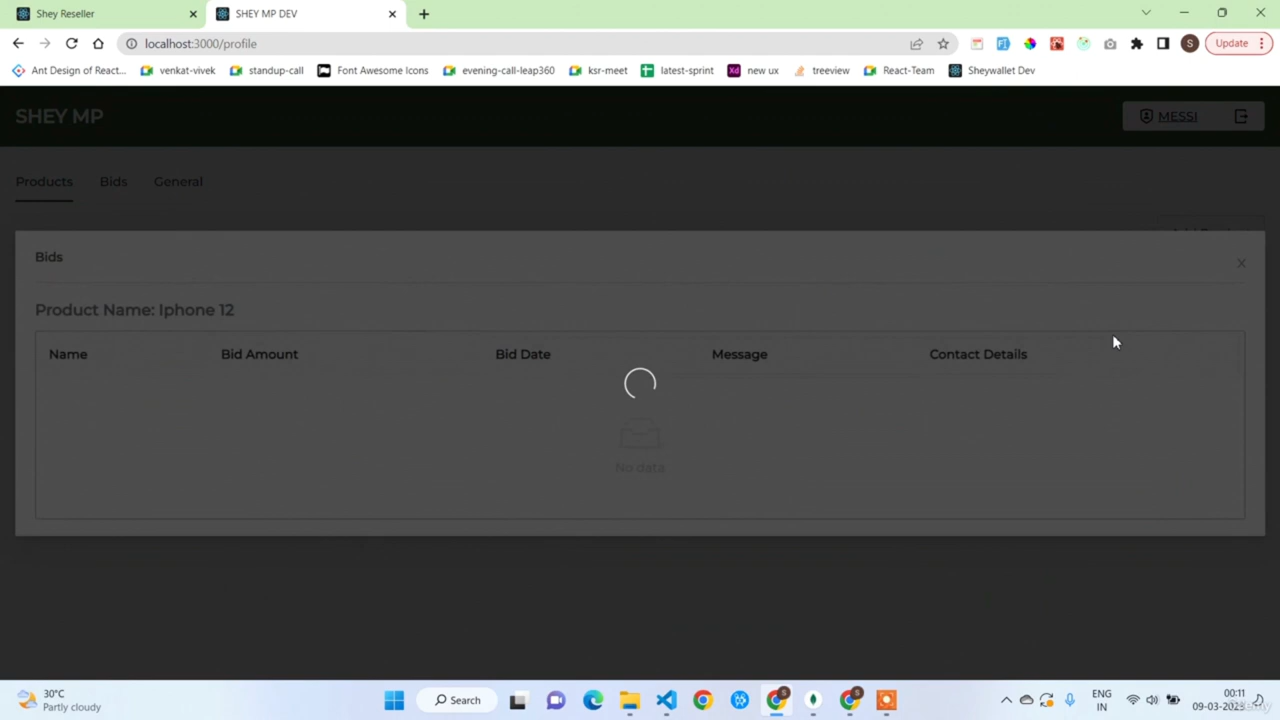 Shey Reseller
SHEY MP DEV
localhost:3000/profile
S
Update
Ant Design of React...
venkat-vivek
standup-call
Font Awesome Icons
evening-call-leap360
ksr-meet
latest-sprint
Xd new ux
treeview
React-Team
Sheywallet Dev
SHEY MP
MESSI
Products
Bids
General
Bids
Product Name: Iphone 12
Name
Bid Amount
Bid Date
Message
Contact Details
No data
30°C
Partly cloudy
Search
ENG
IN
00:11
09-03-2023